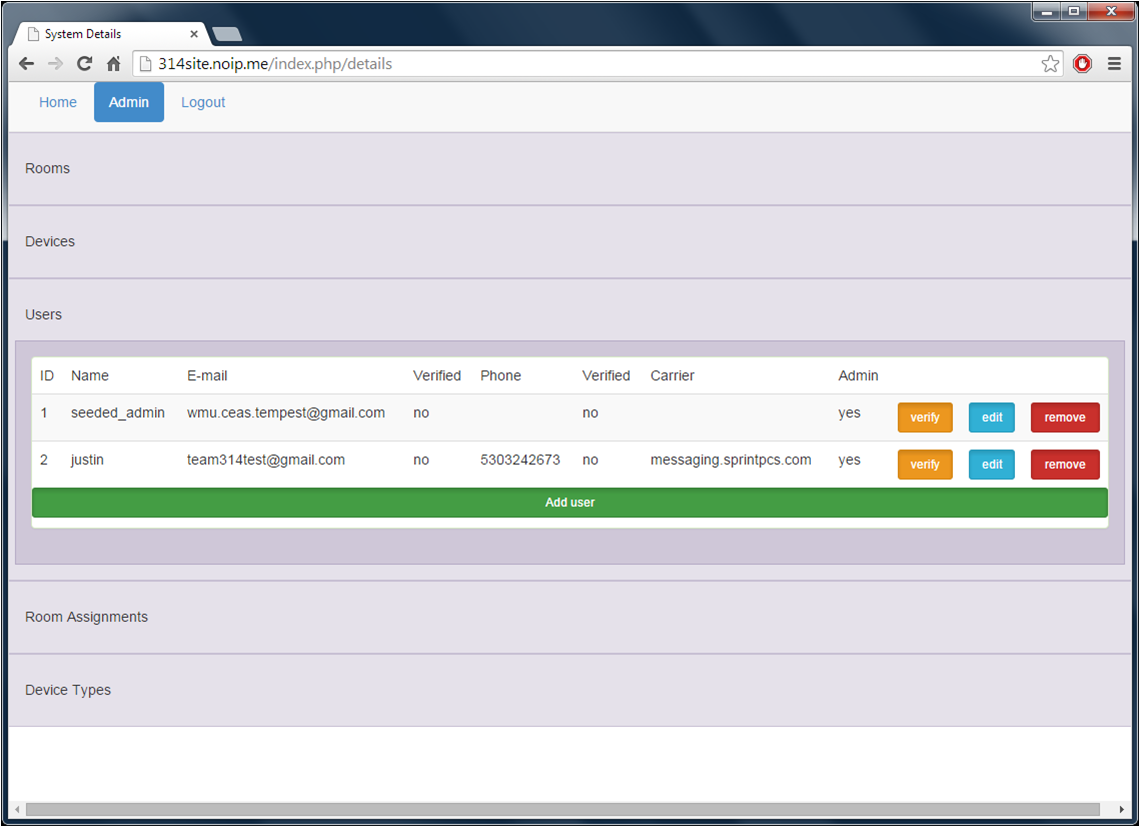 System Details
314site.noip.me/index.php/details
Home Admin Logout
Rooms
Devices
Users
ID Name E-mail Verified Phone Verified Carrier Admin
1 seeded_admin wmu.ceas.tempest@gmail.com no no yes verify edit remove
2 justin team314test@gmail.com no 5303242673 no messaging.sprintpcs.com yes verify edit remove
Add user
Room Assignments
Device Types